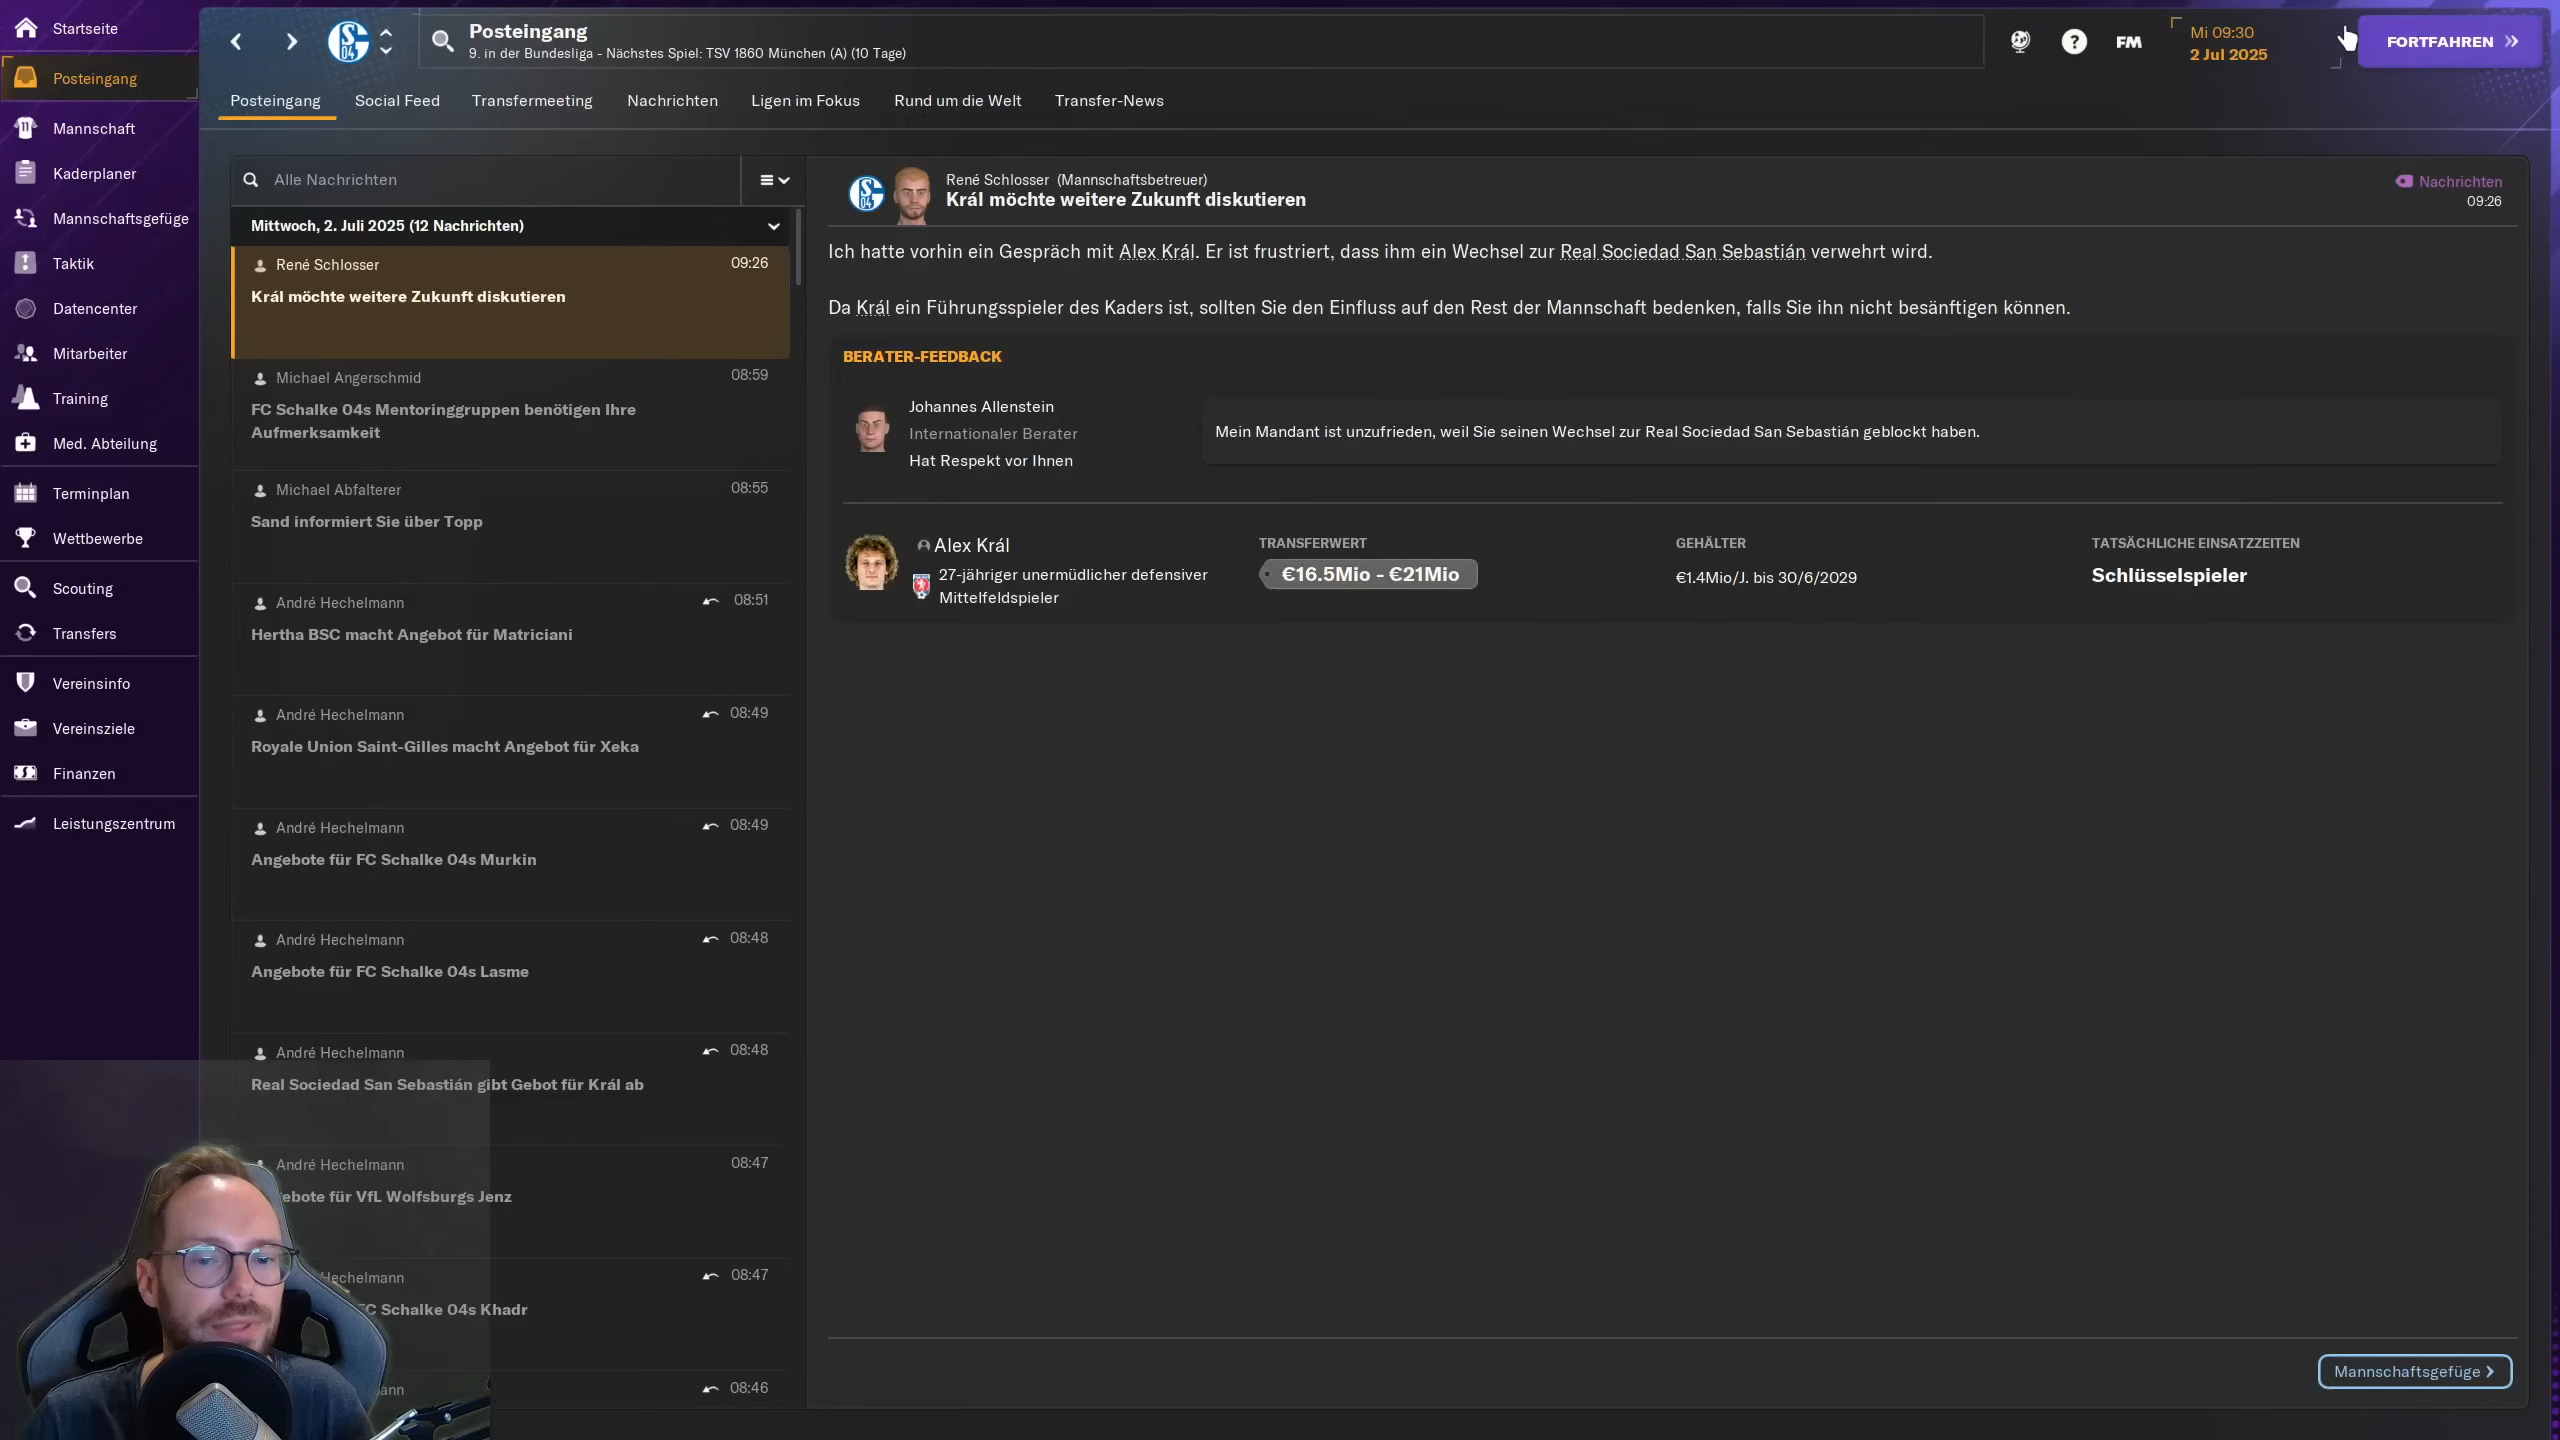 Startseite
Posteingang
Mannschaft
Kaderplaner
Mannschaftsgefüge
Taktik
Datencenter
Mitarbeiter
Training
Med. Abteilung
Terminplan
Wettbewerbe
Scouting
Transfers
Vereinsinfo
Vereinsziele
Finanzen
Leistungszentrum
Posteingang
9. in der Bundesliga - Nächstes Spiel: TSV 1860 München (A) (10 Tage)
FM
Mi 09:30
2 Jul 2025
FORTFAHREN
Posteingang Social Feed Transfermeeting Nachrichten Ligen im Fokus Rund um die Welt Transfer-News
Alle Nachrichten
Mittwoch, 2. Juli 2025 (12 Nachrichten)
René Schlosser 09:26
Král möchte weitere Zukunft diskutieren
Michael Angerschmid 08:59
FC Schalke 04s Mentoringgruppen benötigen Ihre
Aufmerksamkeit
Michael Abfalterer 08:55
Sand informiert Sie über Topp
André Hechelmann 08:51
Hertha BSC macht Angebot für Matriciani
André Hechelmann 08:49
Royale Union Saint-Gilles macht Angebot für Xeka
André Hechelmann 08:49
Angebote für FC Schalke 04s Murkin
André Hechelmann 08:48
Angebote für FC Schalke 04s Lasme
André Hechelmann 08:48
Real Sociedad San Sebastián gibt Gebot für Král ab
André Hechelmann 08:47
ebote für VfL Wolfsburgs Jenz
Hechelmann 08:47
FC Schalke 04s Khadr
ann 08:46
René Schlosser (Mannschaftsbetreuer)
Král möchte weitere Zukunft diskutieren
Nachrichten
09:26
Ich hatte vorhin ein Gespräch mit Alex Král. Er ist frustriert, dass ihm ein Wechsel zur Real Sociedad San Sebastián verwehrt wird.
Da Král ein Führungsspieler des Kaders ist, sollten Sie den Einfluss auf den Rest der Mannschaft bedenken, falls Sie ihn nicht besänftigen können.
BERATER-FEEDBACK
Johannes Allenstein
Internationaler Berater
Hat Respekt vor Ihnen
Mein Mandant ist unzufrieden, weil Sie seinen Wechsel zur Real Sociedad San Sebastián geblockt haben.
Alex Král
27-jähriger unermüdlicher defensiver
Mittelfeldspieler
TRANSFERWERT
€16.5Mio - €21Mio
GEHÄLTER
€1.4Mio/J. bis 30/6/2029
TATSÄCHLICHE EINSATZZEITEN
Schlüsselspieler
Mannschaftsgefüge